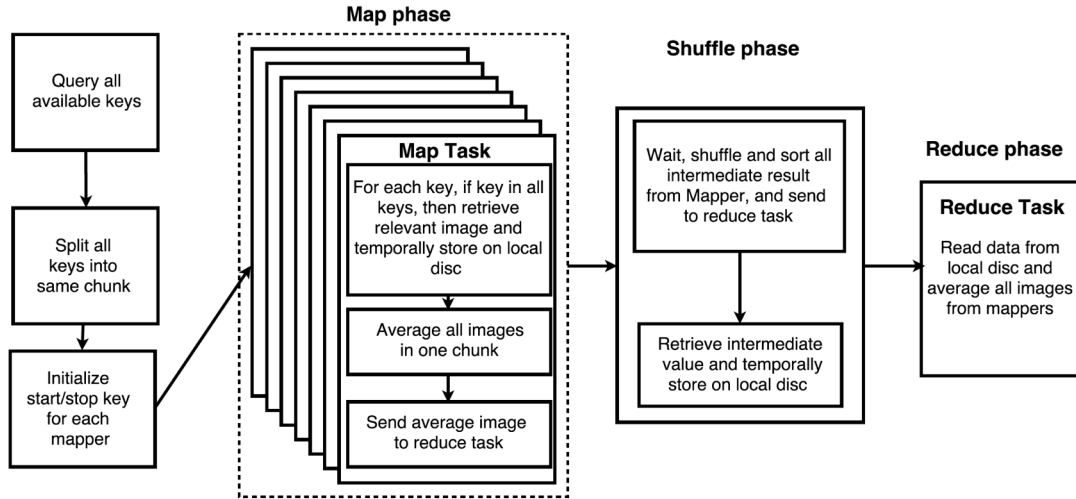 Query all
available keys
Split all
keys into
same chunk
Initialize
start/stop key
for each
mapper
Map phase
Map Task
For each key, if key in all
keys, then retrieve
relevant image and
temporally store on local
disc
Average all images
in one chunk
Send average image
to reduce task
Shuffle phase
Wait, shuffle and sort all
intermediate result
from Mapper, and send
to reduce task
Retrieve intermediate
value and temporally
store on local disc
Reduce phase
Reduce Task
Read data from
local disc and
average all images
from mappers